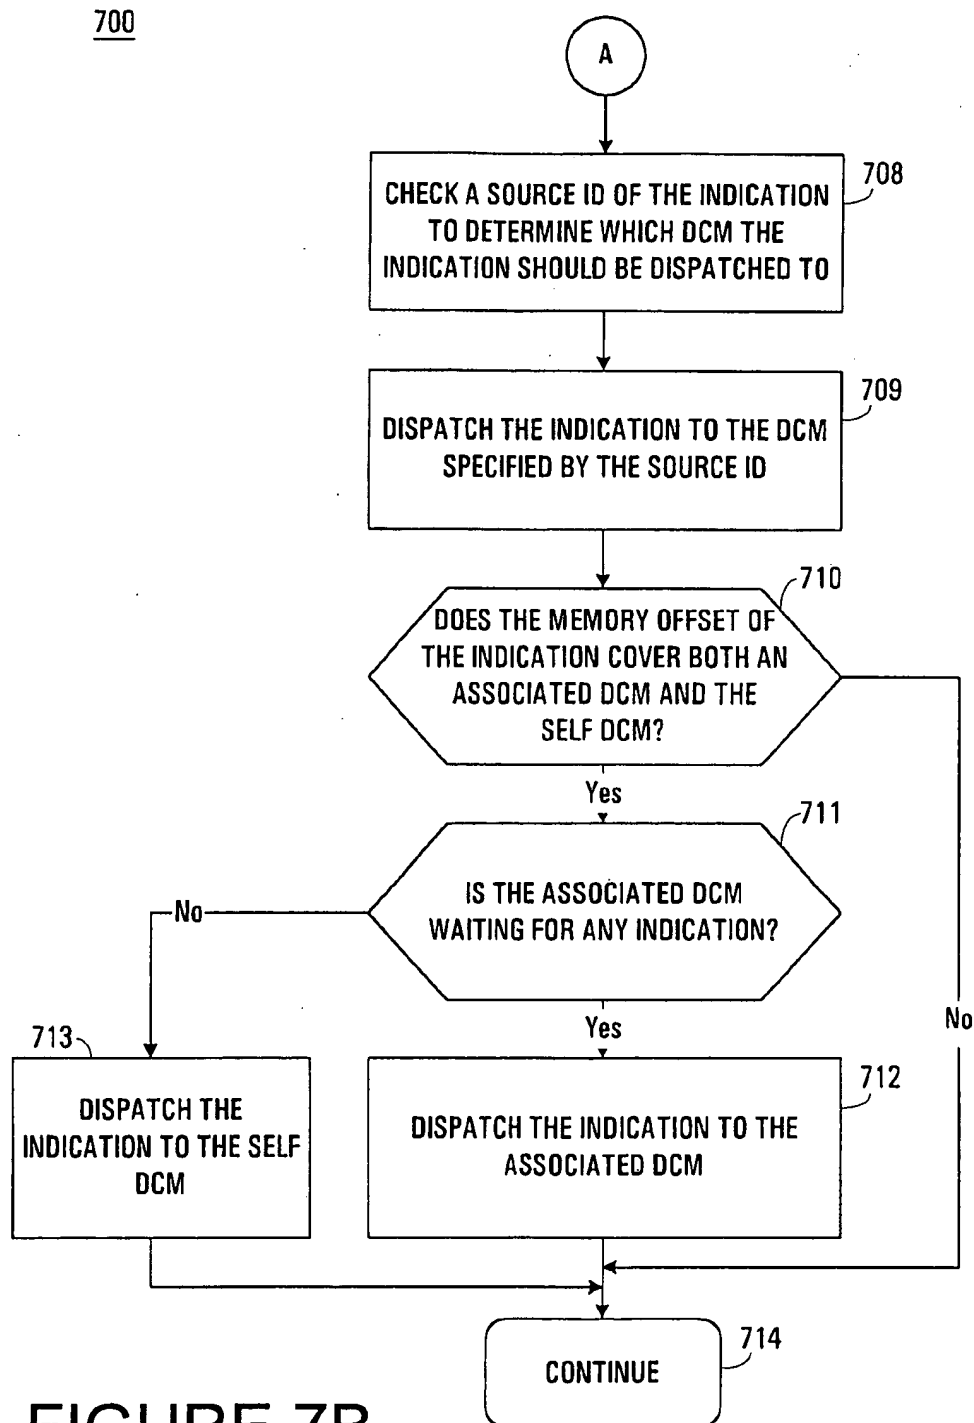 700
A
708
CHECK A SOURCE ID OF THE INDICATION
TO DETERMINE WHICH DCM THE
INDICATION SHOULD BE DISPATCHED TO
709
DISPATCH THE INDICATION TO THE DCM
SPECIFIED BY THE SOURCE ID
710
DOES THE MEMORY OFFSET OF
THE INDICATION COVER BOTH AN
ASSOCIATED DCM AND THE
SELF DCM?
Yes
711
IS THE ASSOCIATED DCM
WAITING FOR ANY INDICATION?
No
Yes
No
713
DISPATCH THE
INDICATION TO THE SELF
DCM
712
DISPATCH THE INDICATION TO THE
ASSOCIATED DCM
714
CONTINUE
FIGURE 7B